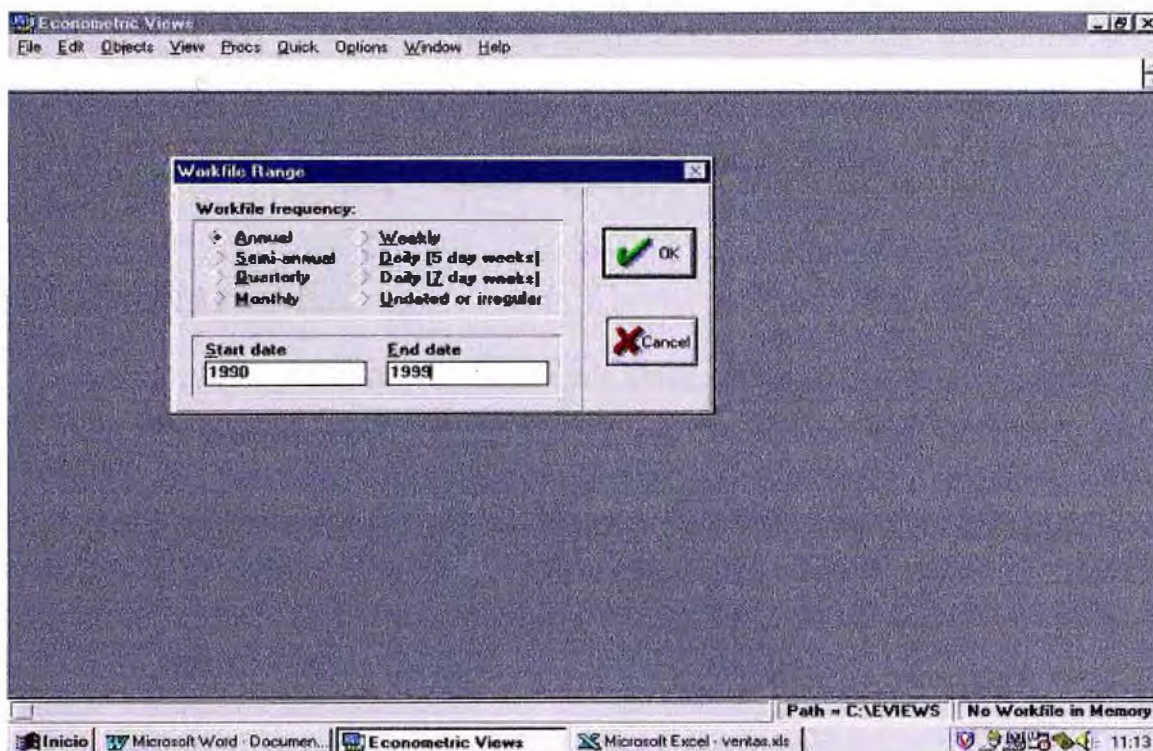 Econometric Views
File Edit Objects View Procs Quick Options Window Help
Workfile Range
Workfile frequency:
Annual Weekly
Semi-annual Daily [5 day weeks]
Quarterly Daily [7 day weeks]
Monthly Undated or irregular
OK
Start date End date
1990 1999
Cancel
Path = C:\EVIEWS No Workfile in Memory
Inicio Microsoft Word - Documen... Econometric Views Microsoft Excel - ventas.xls 11:13